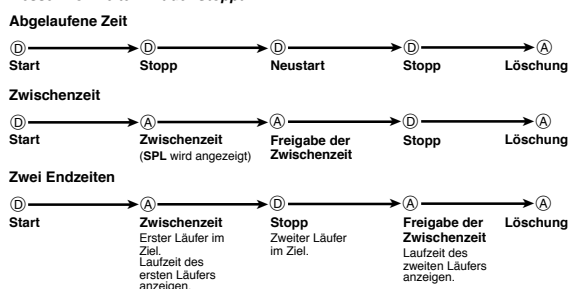 Abgelaufene Zeit
Ⓓ Ⓓ Ⓓ Ⓓ Ⓐ
Start Stopp Neustart Stopp Löschung
Zwischenzeit
Ⓓ Ⓐ Ⓐ Ⓓ Ⓐ
Start Zwischenzeit Freigabe der Stopp Löschung
(SPL wird angezeigt) Zwischenzeit
Zwei Endzeiten
Ⓓ Ⓐ Ⓓ Ⓐ Ⓐ
Start Zwischenzeit Stopp Freigabe der Löschung
Erster Läufer im Zweiter Läufer Zwischenzeit
Ziel. im Ziel. Laufzeit des
Laufzeit des zweiten Läufers
ersten Läufers anzeigen.
anzeigen.